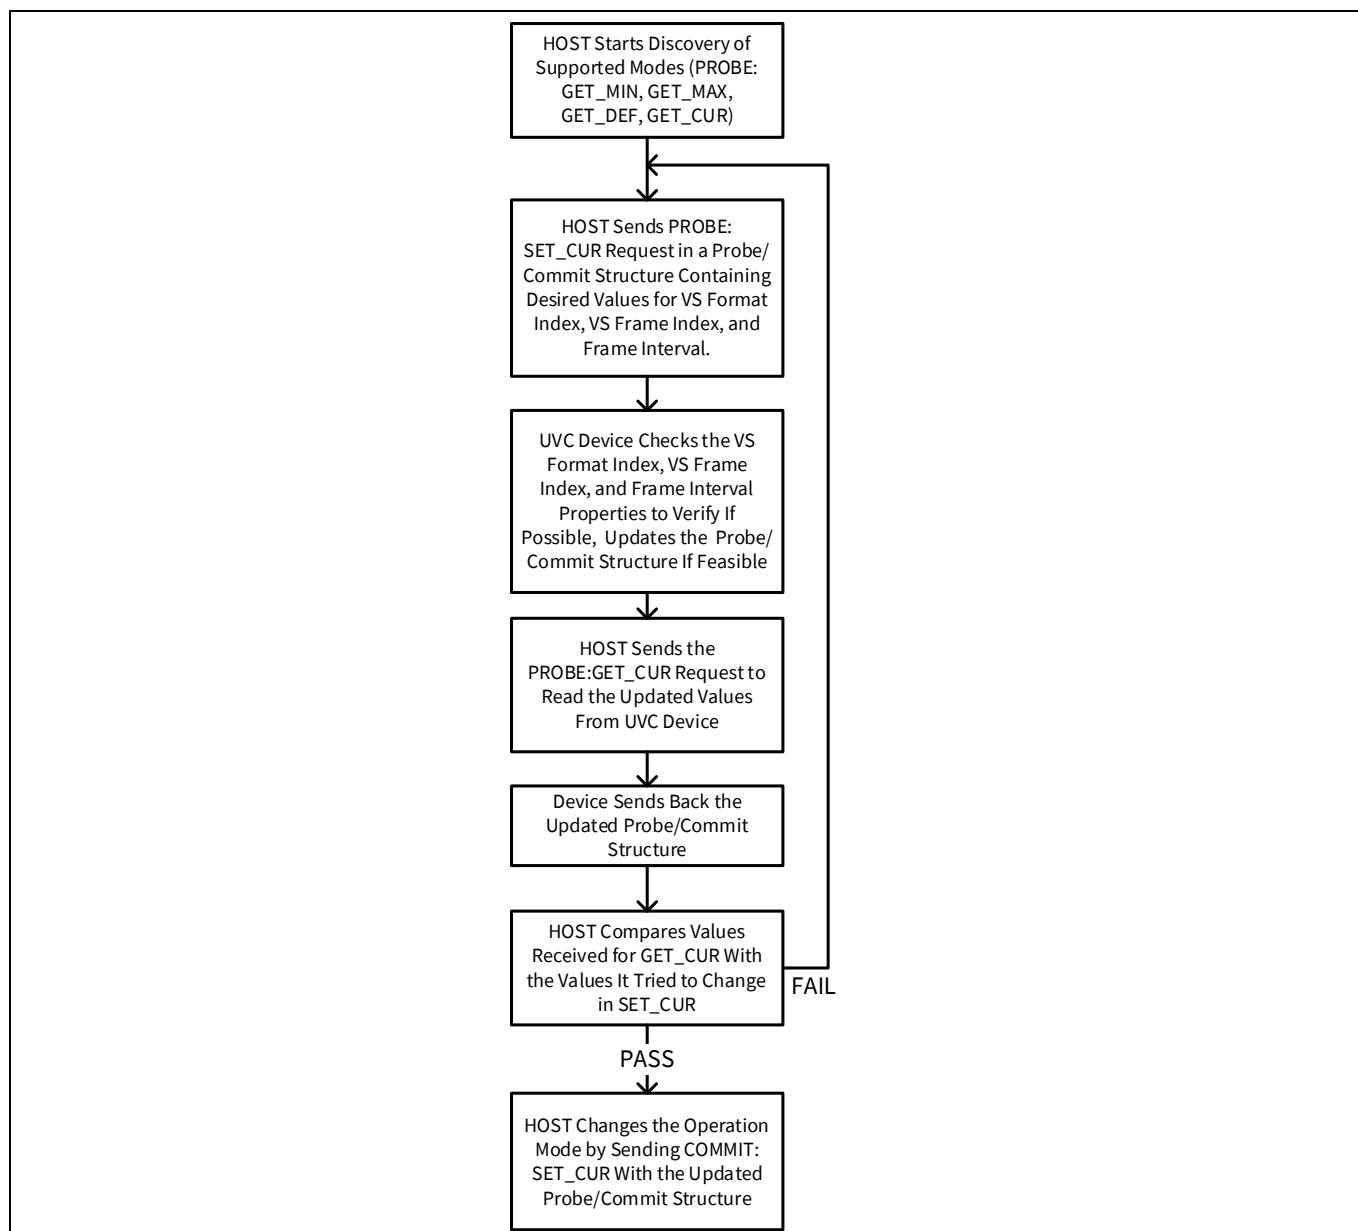 HOST Starts Discovery of
Supported Modes (PROBE:
GET_MIN, GET_MAX,
GET_DEF, GET_CUR)
HOST Sends PROBE:
SET_CUR Request in a Probe/
Commit Structure Containing
Desired Values for VS Format
Index, VS Frame Index, and
Frame Interval.
UVC Device Checks the VS
Format Index, VS Frame
Index, and Frame Interval
Properties to Verify If
Possible, Updates the Probe/
Commit Structure If Feasible
HOST Sends the
PROBE:GET_CUR Request to
Read the Updated Values
From UVC Device
Device Sends Back the
Updated Probe/Commit
Structure
HOST Compares Values
Received for GET_CUR With
the Values It Tried to Change
in SET_CUR
FAIL
PASS
HOST Changes the Operation
Mode by Sending COMMIT:
SET_CUR With the Updated
Probe/Commit Structure